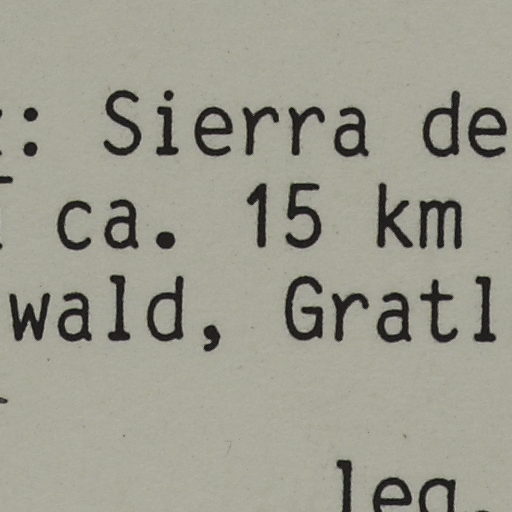 : Sierra de
ca. 15 km
wald, Gratl
leg.